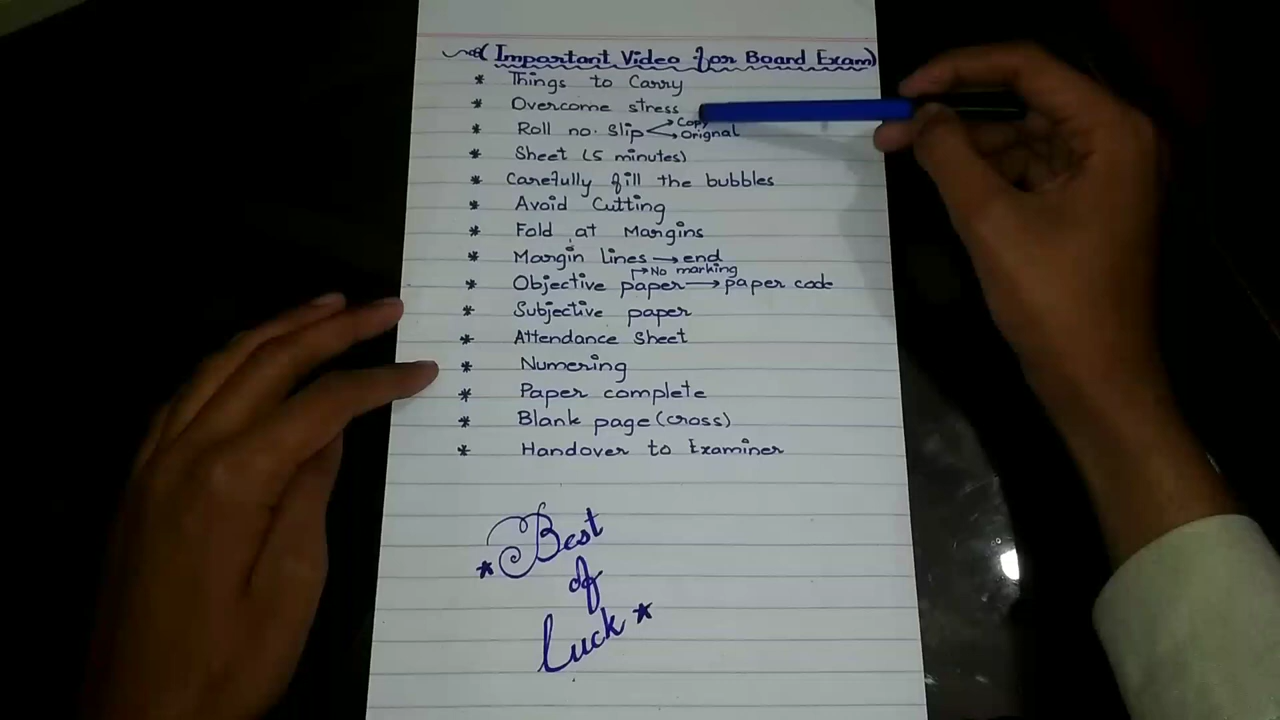 (Important Video for Board Exam)
* Things to Carry
* Overcome stress
* Roll no. Slip → Copy
→ Orignal
* Sheet (5 minutes)
* Carefully fill the bubbles
* Avoid Cutting
* Fold at Margins
* Margin lines → end
→ No marking
* Objective paper → paper code
* Subjective paper
* Attendance Sheet
* Numering
* Paper complete
* Blank page (cross)
* Handover to Examiner
* Best
of
Luck *